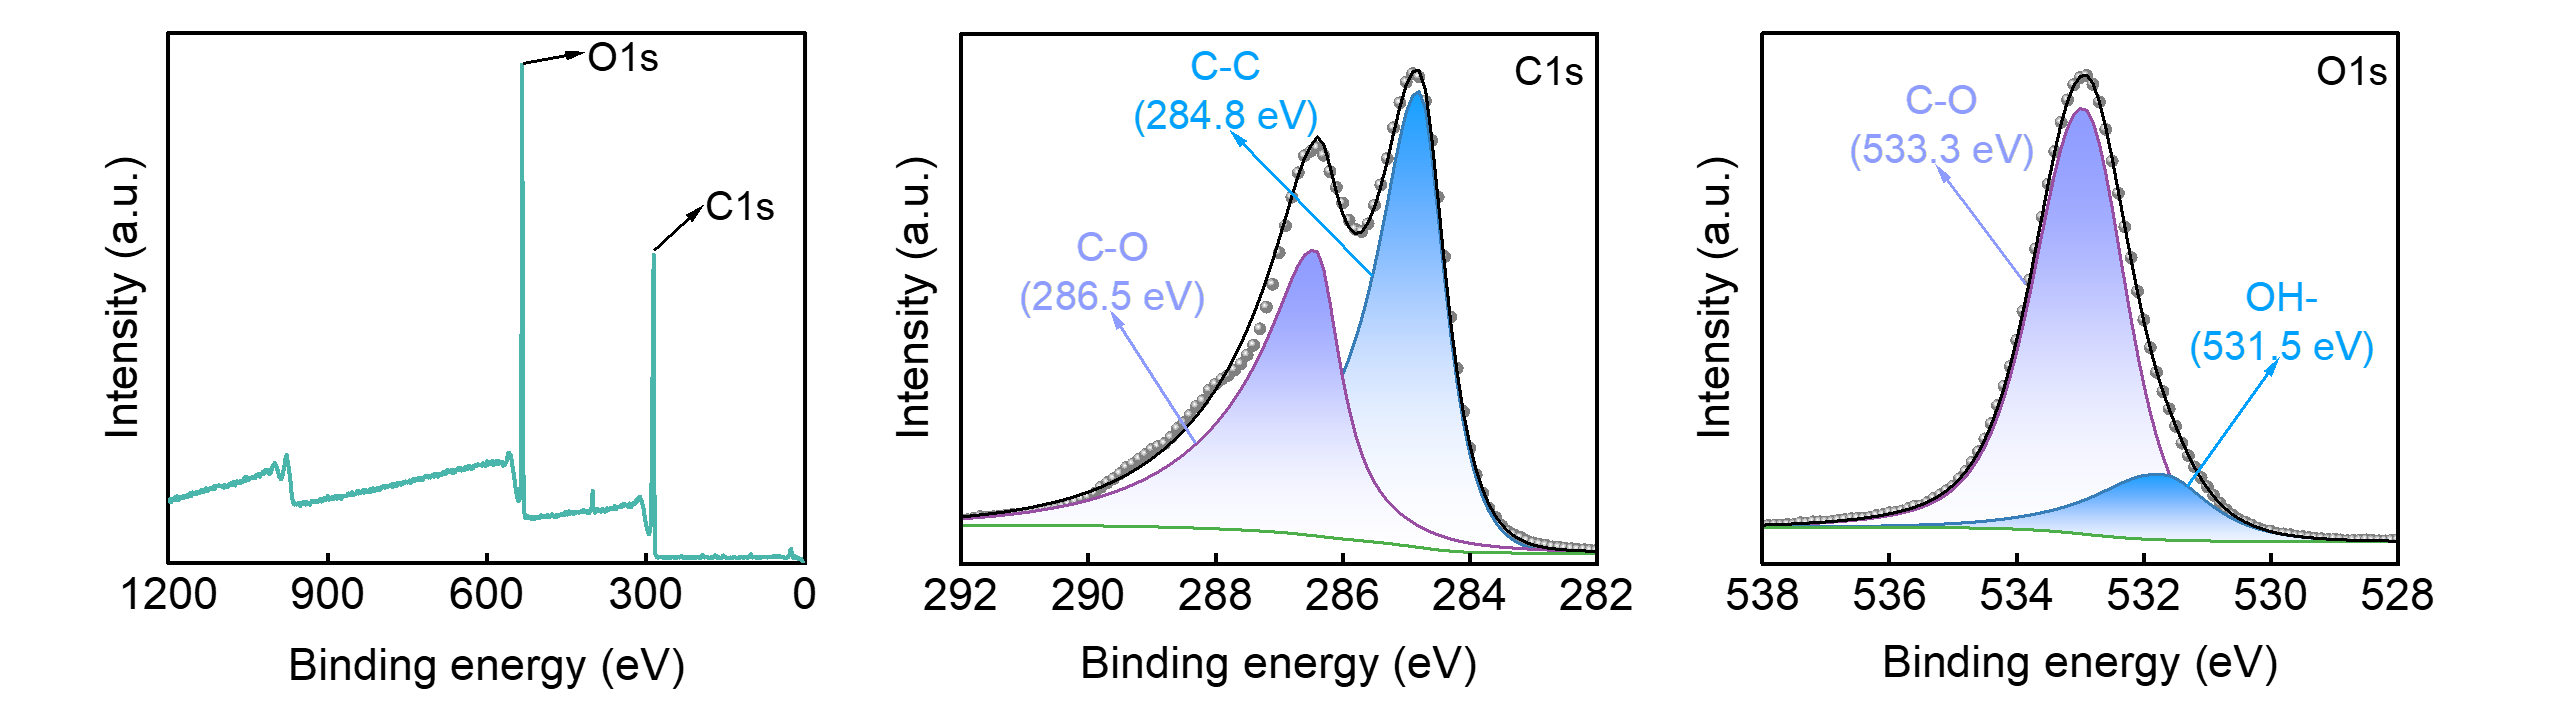 Intensity (a.u.)
O1s
C1s
1200 900 600 300 0
Binding energy (eV)
Intensity (a.u.)
C1s
C-C
(284.8 eV)
C-O
(286.5 eV)
292 290 288 286 284 282
Binding energy (eV)
Intensity (a.u.)
O1s
C-O
(533.3 eV)
OH-
(531.5 eV)
538 536 534 532 530 528
Binding energy (eV)